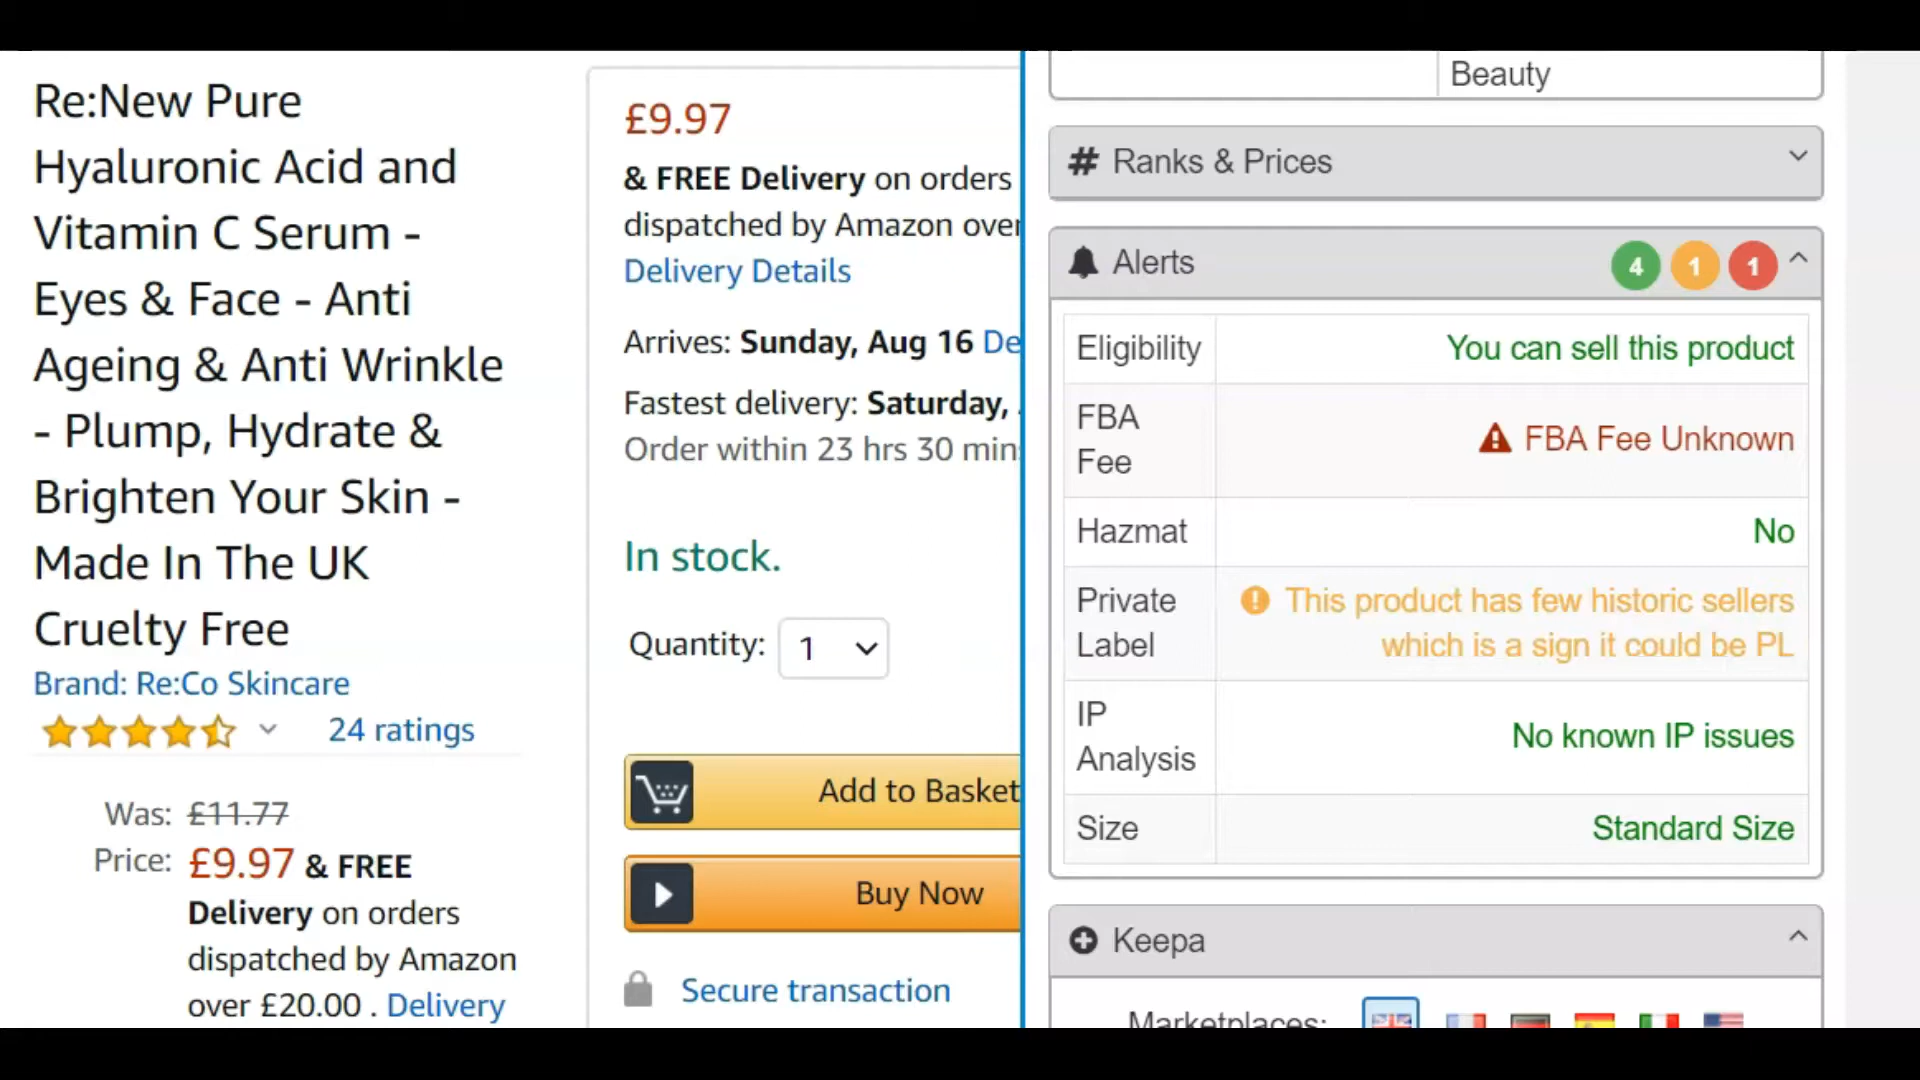 Re:New Pure
Hyaluronic Acid and
Vitamin C Serum -
Eyes & Face - Anti
Ageing & Anti Wrinkle
- Plump, Hydrate &
Brighten Your Skin -
Made In The UK
Cruelty Free
Brand: Re:Co Skincare
24 ratings
Was: £11.77
Price: £9.97 & FREE
Delivery on orders
dispatched by Amazon
over £20.00 . Delivery
£9.97
& FREE Delivery on orders
dispatched by Amazon over
Delivery Details
Arrives: Sunday, Aug 16 De
Fastest delivery: Saturday,
Order within 23 hrs 30 mins
In stock.
Quantity: 1
Add to Basket
Buy Now
Secure transaction
Beauty
# Ranks & Prices
Alerts 4 1 1
Eligibility You can sell this product
FBA
Fee
FBA Fee Unknown
Hazmat No
Private
Label
This product has few historic sellers
which is a sign it could be PL
IP
Analysis
No known IP issues
Size Standard Size
Keepa
Marketplaces: